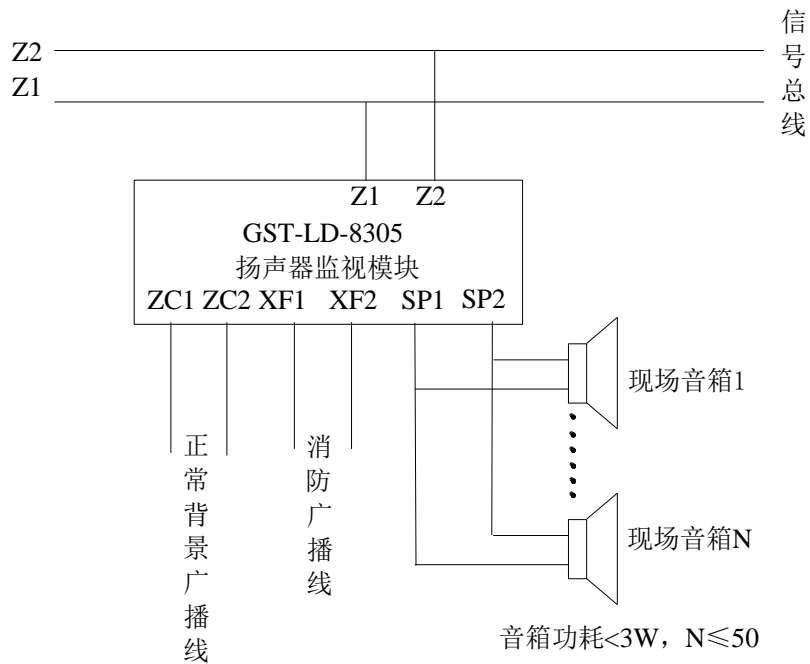 Z2
Z1
信号总线
Z1 Z2
GST-LD-8305
扬声器监视模块
ZC1 ZC2 XF1 XF2 SP1 SP2
正常背景广播线
消防广播线
现场音箱1
现场音箱N
音箱功耗<3W，N≤50